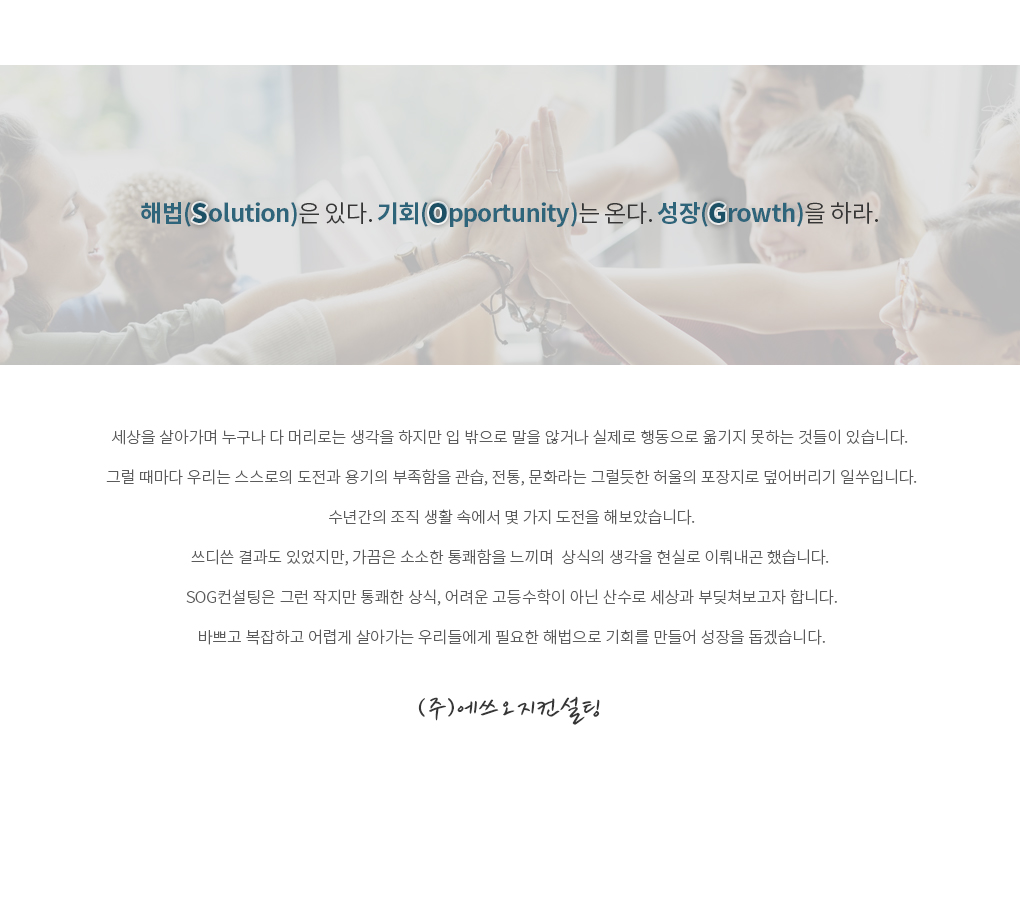 해법(Solution)은 있다. 기회(Opportunity)는 온다. 성장(Growth)을 하라.
세상을 살아가며 누구나 다 머리로는 생각을 하지만 입 밖으로 말을 않거나 실제로 행동으로 옮기지 못하는 것들이 있습니다.
그럴 때마다 우리는 스스로의 도전과 용기의 부족함을 관습, 전통, 문화라는 그럴듯한 허울의 포장지로 덮어버리기 일쑤입니다.
수년간의 조직 생활 속에서 몇 가지 도전을 해보았습니다.
쓰디쓴 결과도 있었지만, 가끔은 소소한 통쾌함을 느끼며 상식의 생각을 현실로 이뤄내곤 했습니다.
SOG컨설팅은 그런 작지만 통쾌한 상식, 어려운 고등수학이 아닌 산수로 세상과 부딪쳐보고자 합니다.
바쁘고 복잡하고 어렵게 살아가는 우리들에게 필요한 해법으로 기회를 만들어 성장을 돕겠습니다.
(주)에쓰오지컨설팅